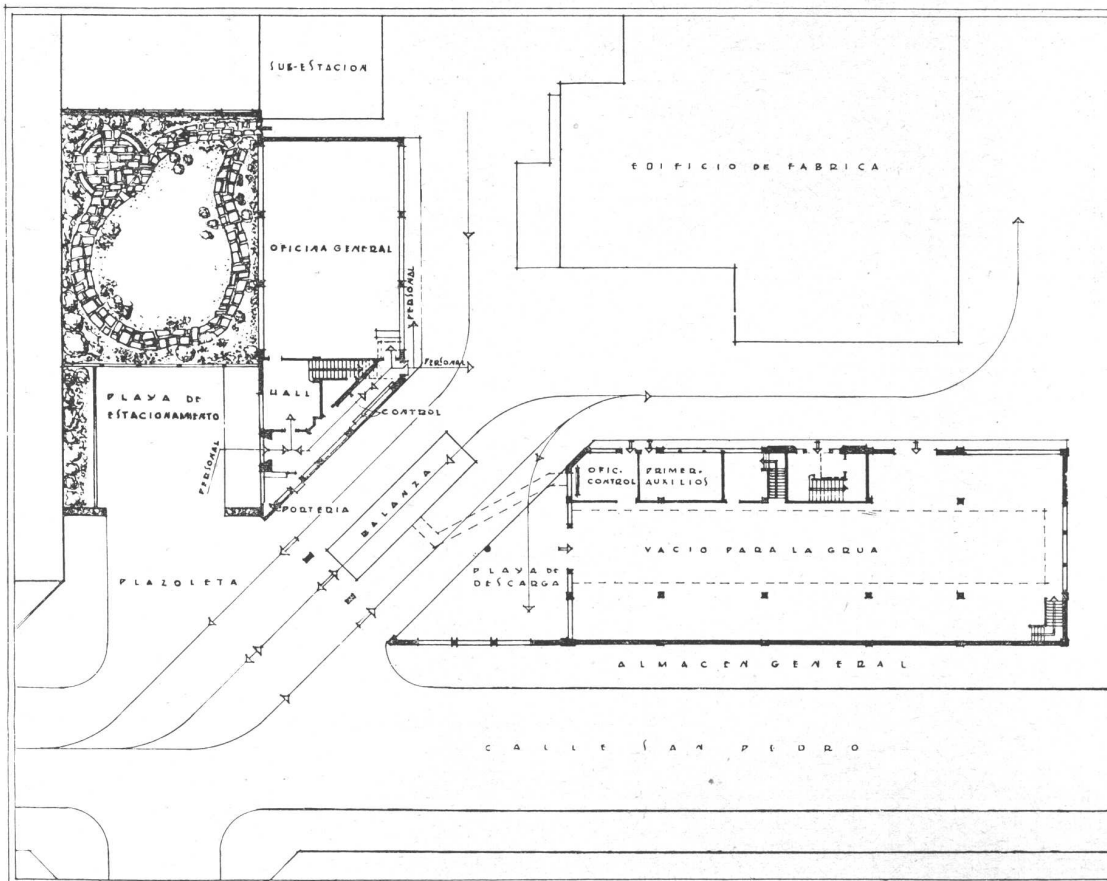 SUB-ESTACION
EDIFICIO DE FABRICA
OFICINA GENERAL
PERSONAL
PERSONAL
HALL
PLAYA DE
ESTACIONAMIENTO
CONTROL
PERSONAL
PORTERIA
BALANZA
OFIC.
CONTROL
PRIMER.
AUXILIOS
PLAZOLETA
VACIO PARA LA GRUA
PLAYA DE
DESCARGA
ALMACEN GENERAL
CALLE SAN PEDRO